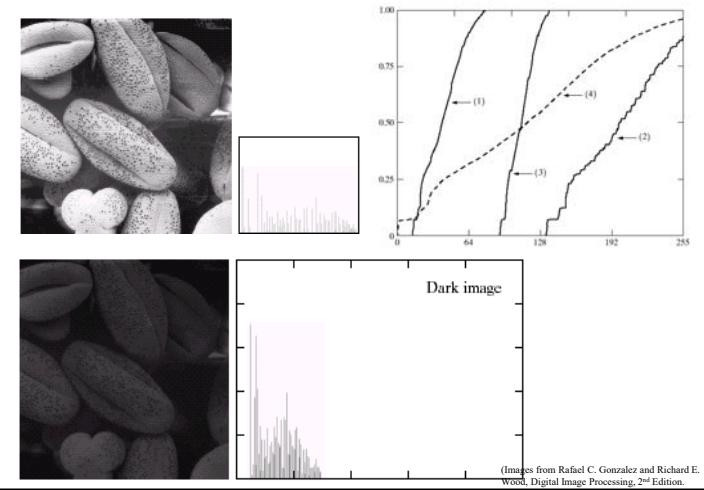 1.00
0.75
0.50
0.25
0
0 64 128 192 255
(1)
(4)
(2)
(3)
Dark image
(Images from Rafael C. Gonzalez and Richard E.
Wood, Digital Image Processing, 2nd Edition.